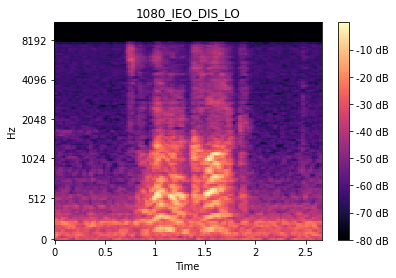 1080_IEO_DIS_LO
8192
4096
2048
1024
512
0
Hz
0
0.5
1
1.5
2
2.5
Time
-10 dB
-20 dB
-30 dB
-40 dB
-50 dB
-60 dB
-70 dB
-80 dB